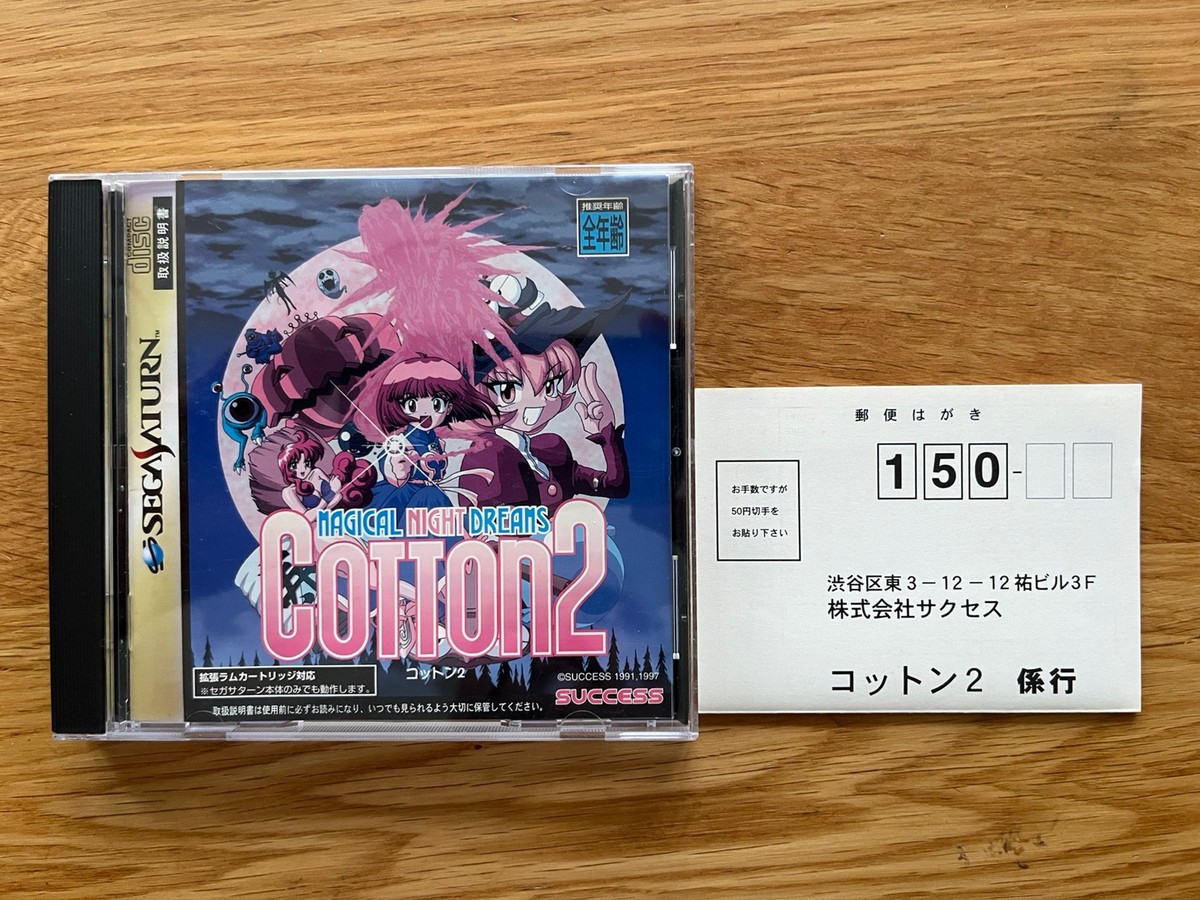 COMPACT
disc
取扱説明書
SEGA SATURN™
推奨年齢
全年齢
MAGICAL NIGHT DREAMS
COTTON2
コットン2
拡張ラムカートリッジ対応
※セガサターン本体のみでも動作します。
©SUCCESS 1991,1997
SUCCESS
取扱説明書は使用前に必ずお読みになり、いつでも見られるよう大切に保管してください。
郵便はがき
150-
お手数ですが
50円切手を
お貼り下さい
渋谷区東3-12-12祐ビル3F
株式会社サクセス
コットン2 係行